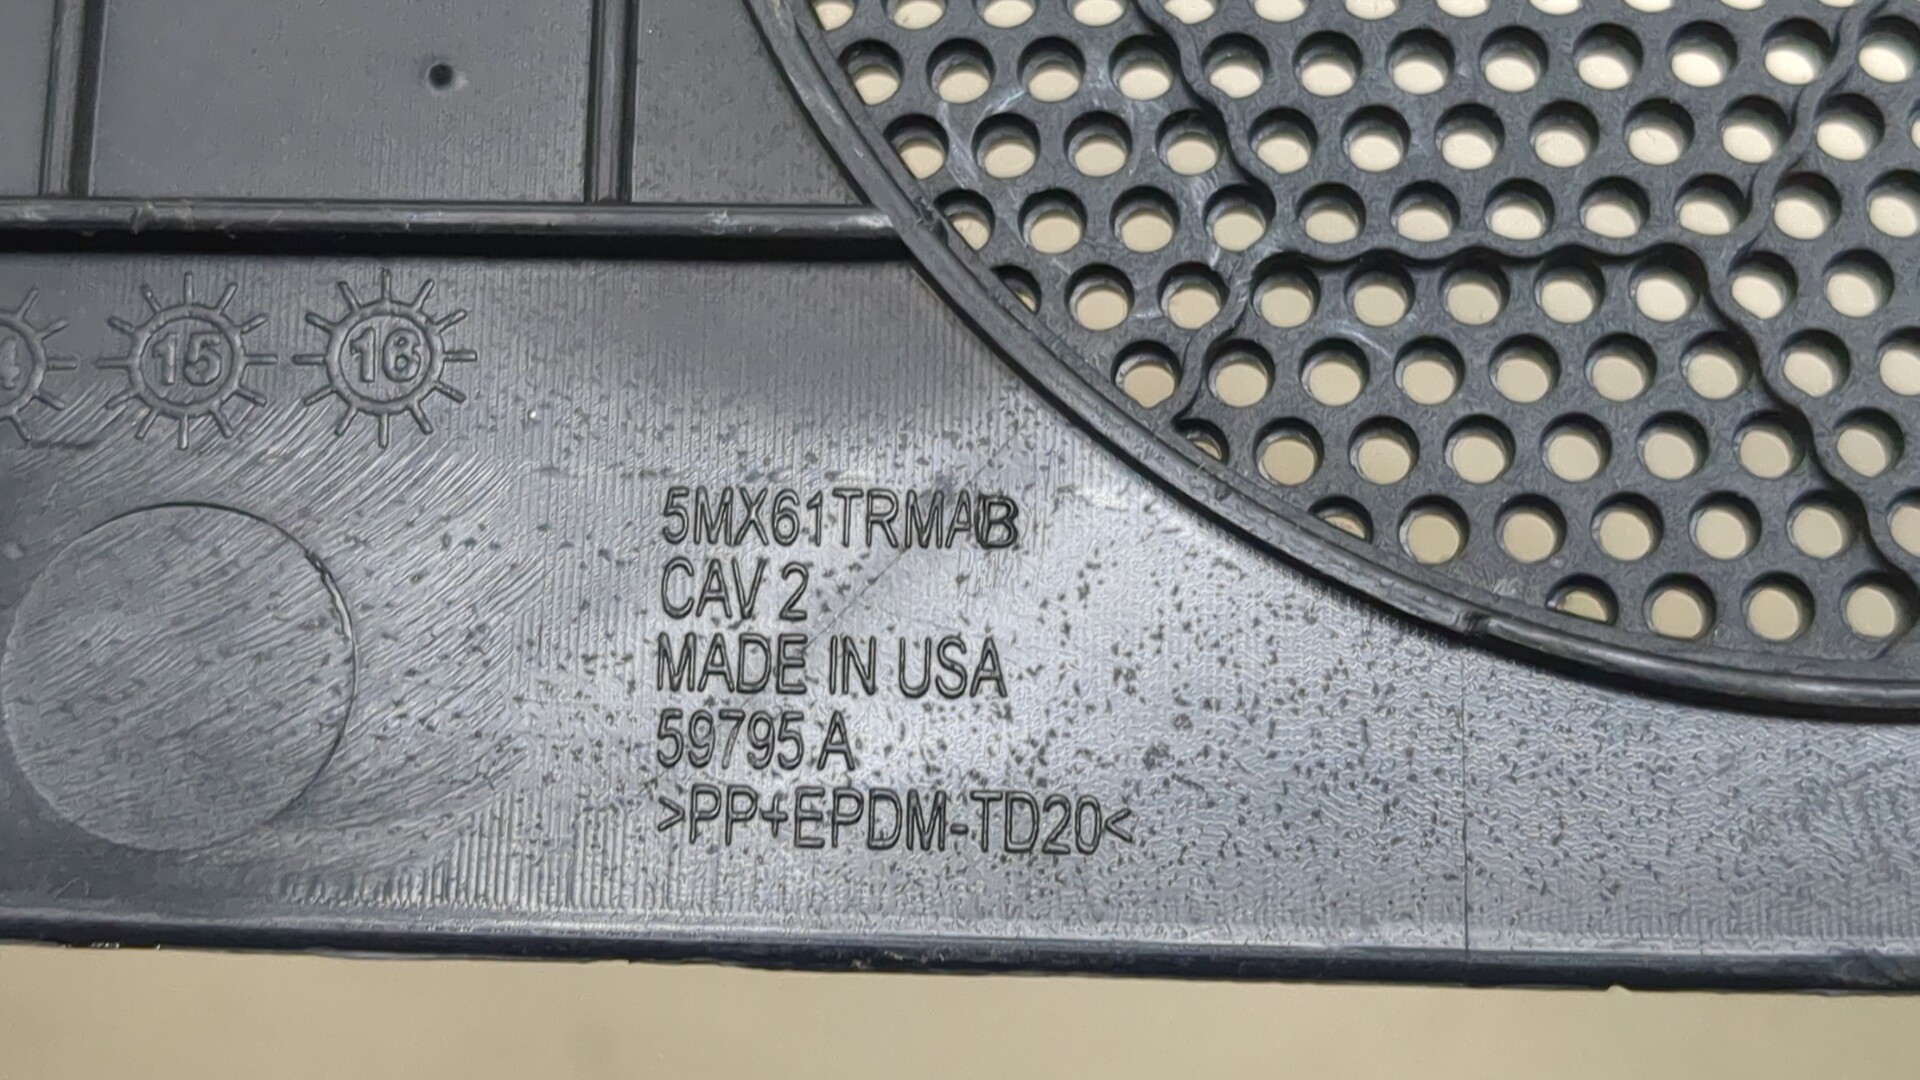 15 16
5MX61TRMAB
CAV 2
MADE IN USA
59795 A
>PP+EPDM-TD20<